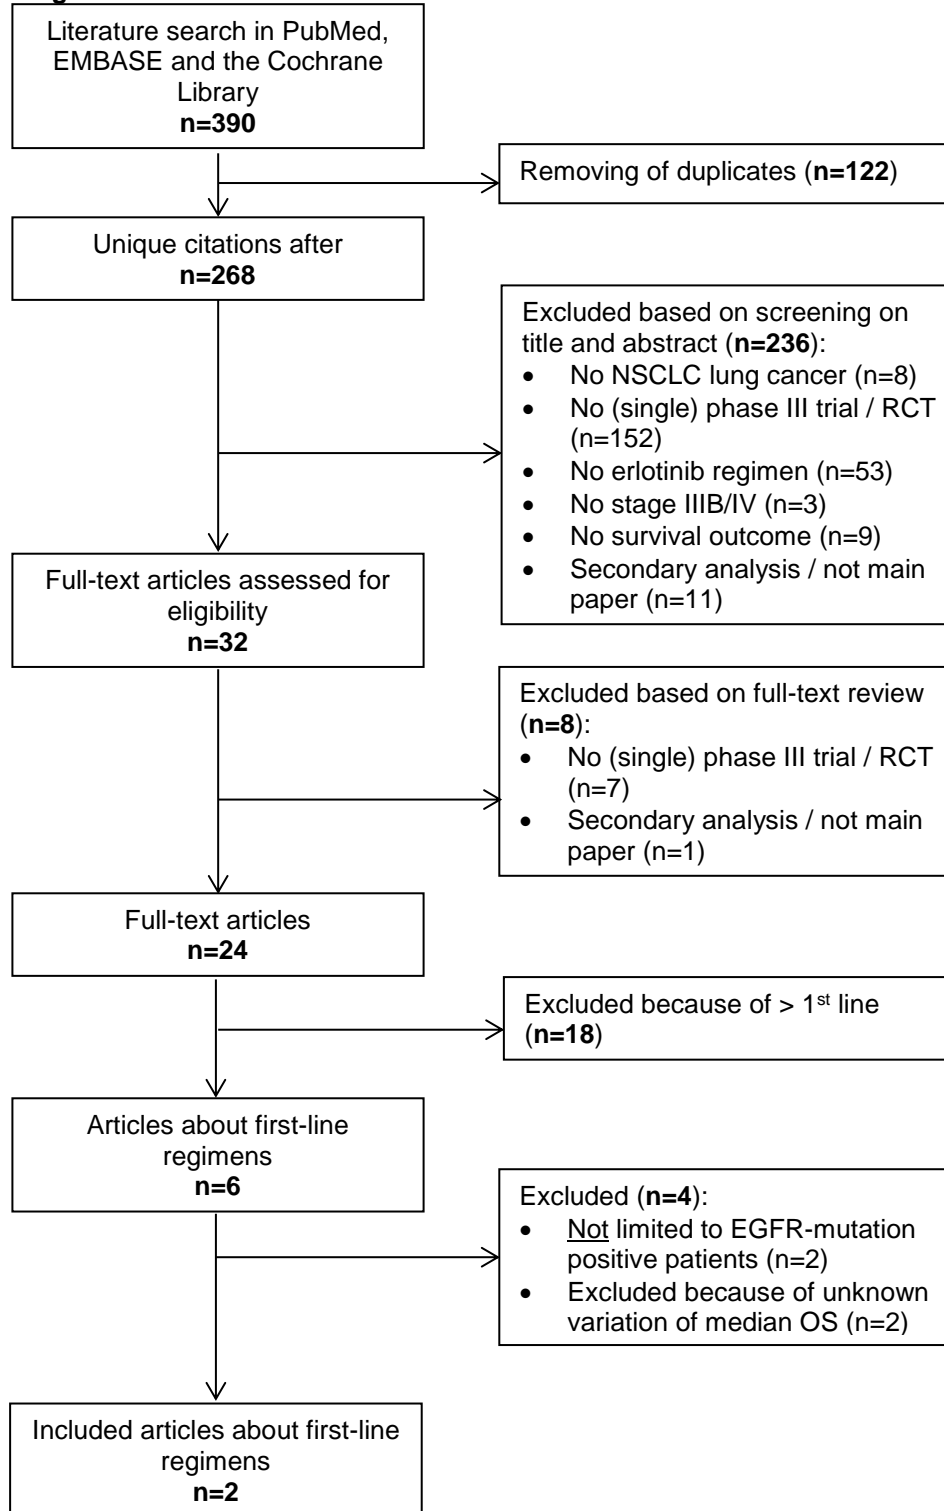 Literature search in PubMed,
EMBASE and the Cochrane
Library
n=390
Removing of duplicates (n=122)
Unique citations after
n=268
Excluded based on screening on
title and abstract (n=236):
• No NSCLC lung cancer (n=8)
• No (single) phase III trial / RCT
(n=152)
• No erlotinib regimen (n=53)
• No stage IIIB/IV (n=3)
• No survival outcome (n=9)
• Secondary analysis / not main
paper (n=11)
Full-text articles assessed for
eligibility
n=32
Excluded based on full-text review
(n=8):
• No (single) phase III trial / RCT
(n=7)
• Secondary analysis / not main
paper (n=1)
Full-text articles
n=24
Excluded because of > 1st line
(n=18)
Articles about first-line
regimens
n=6
Excluded (n=4):
• Not limited to EGFR-mutation
positive patients (n=2)
• Excluded because of unknown
variation of median OS (n=2)
Included articles about first-line
regimens
n=2